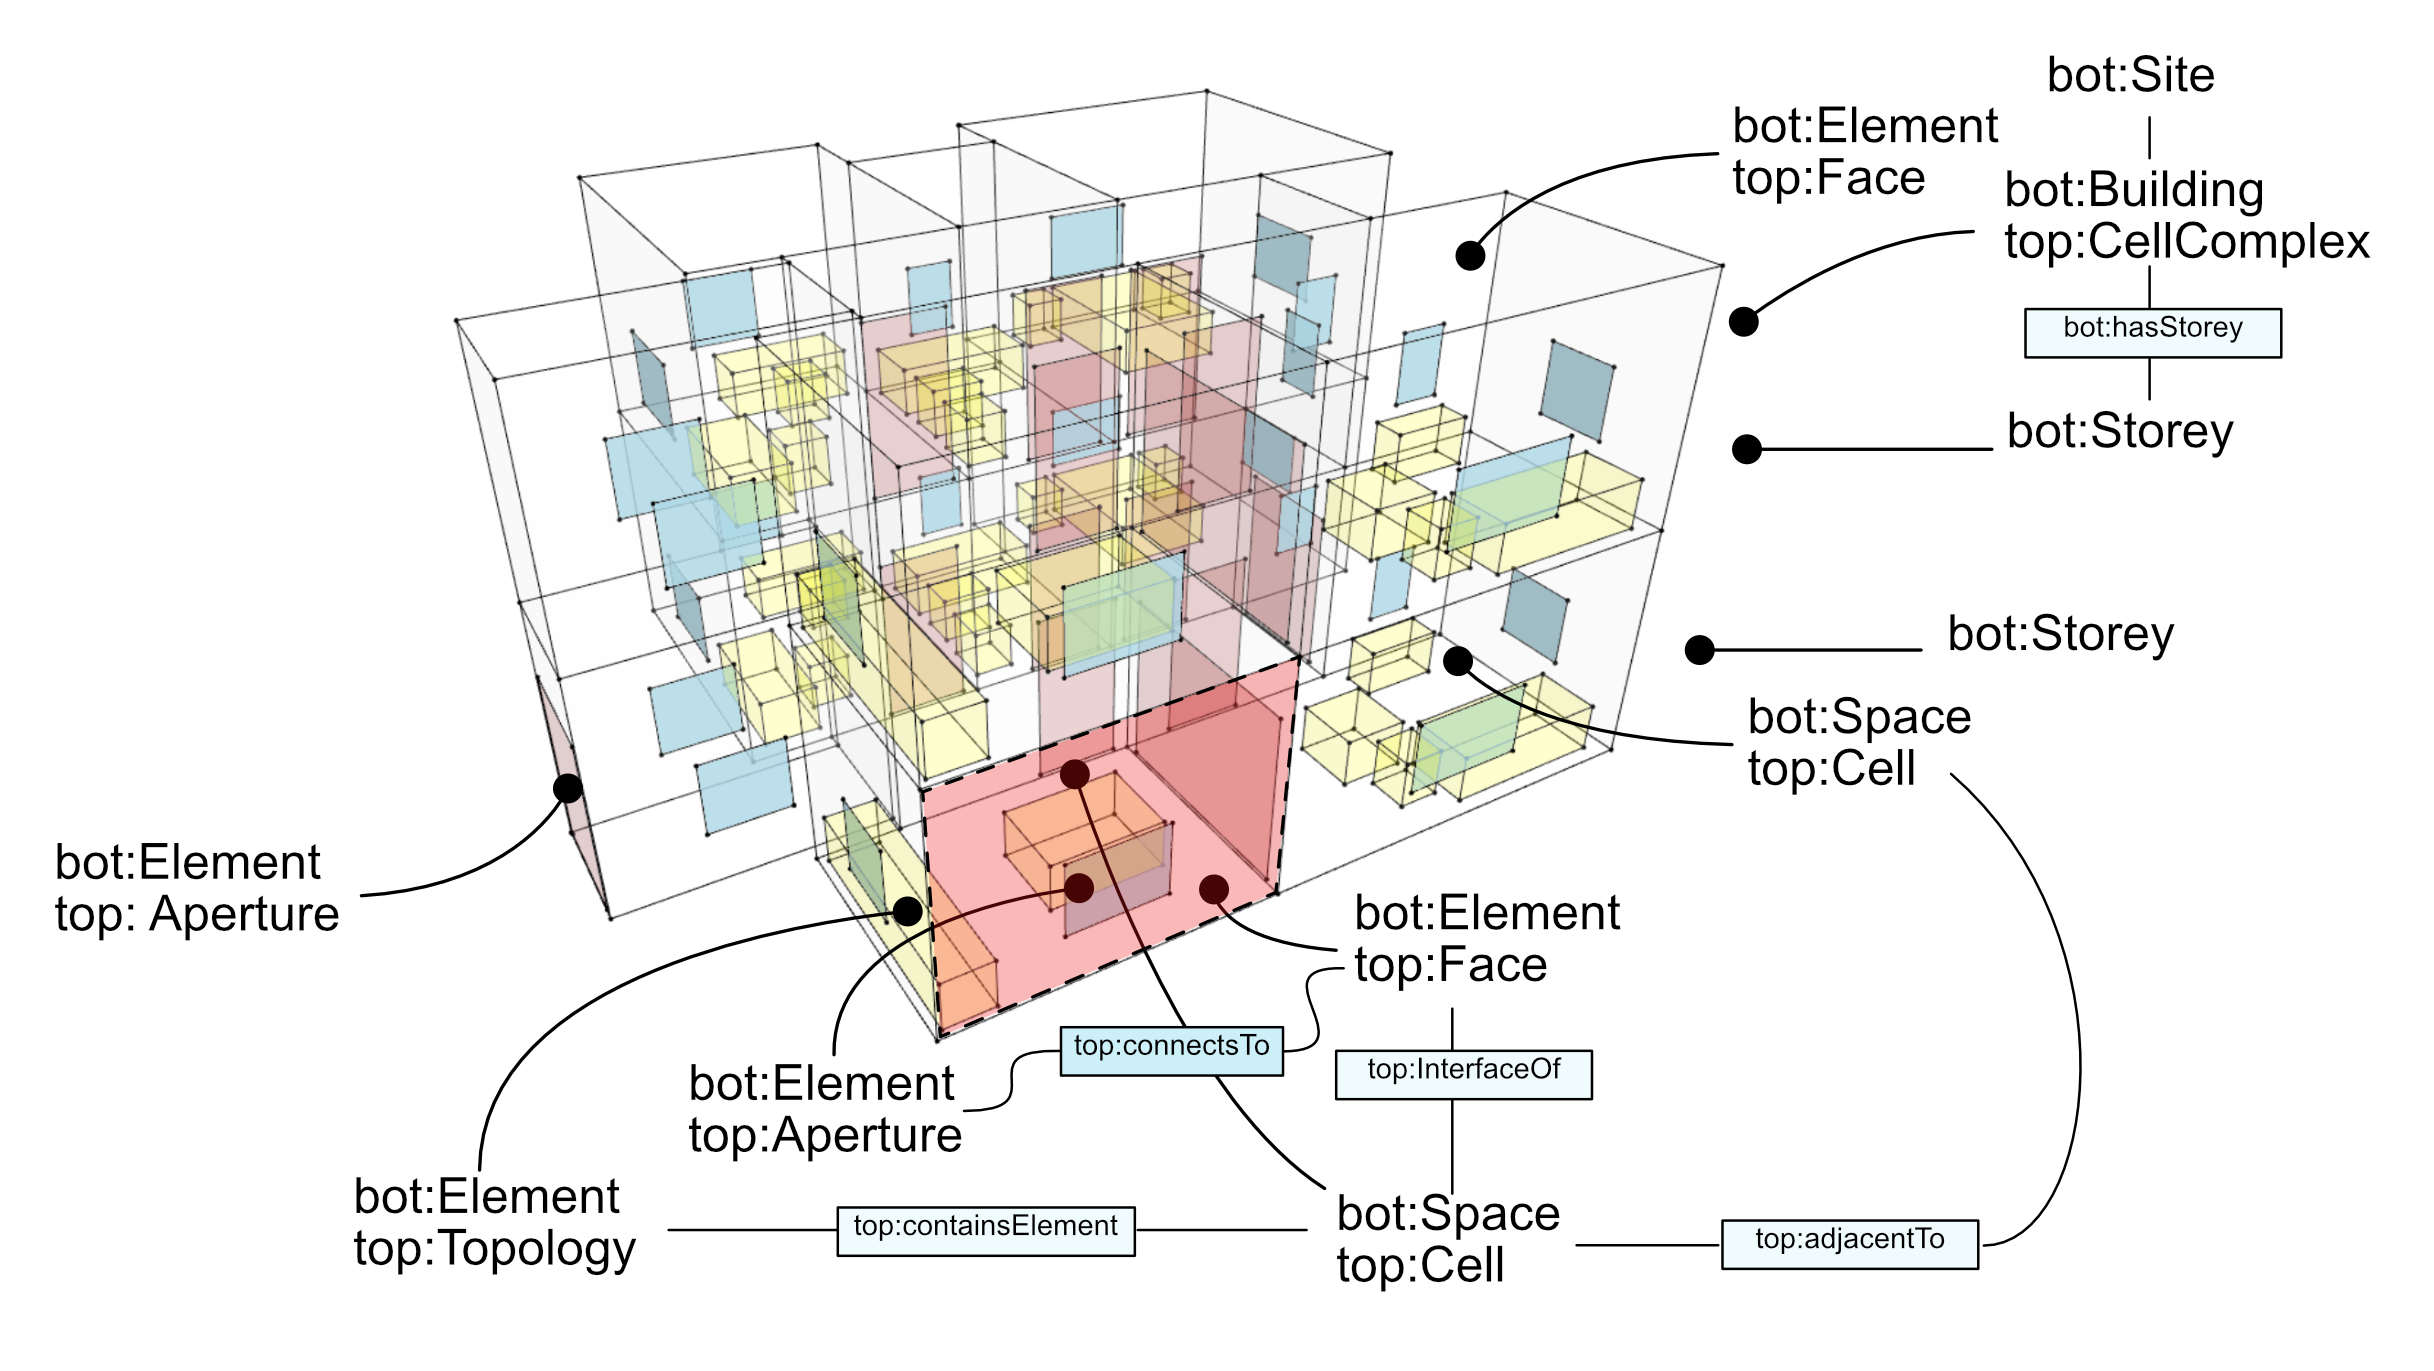 bot:Site
bot:Element
top:Face
bot:Building
top:CellComplex
bot:hasStorey
bot:Storey
bot:Storey
bot:Space
top:Cell
bot:Element
top: Aperture
bot:Element
top:Face
top:connectsTo
top:InterfaceOf
bot:Element
top:Aperture
bot:Element
top:Topology
top:containsElement
bot:Space
top:Cell
top:adjacentTo